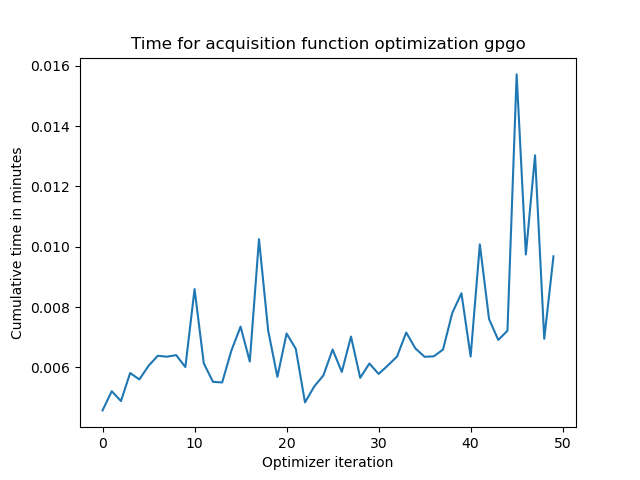 Time for acquisition function optimization gpgo
0.016
0.014
0.012
0.010
0.008
0.006
Cumulative time in minutes
0 10 20 30 40 50
Optimizer iteration